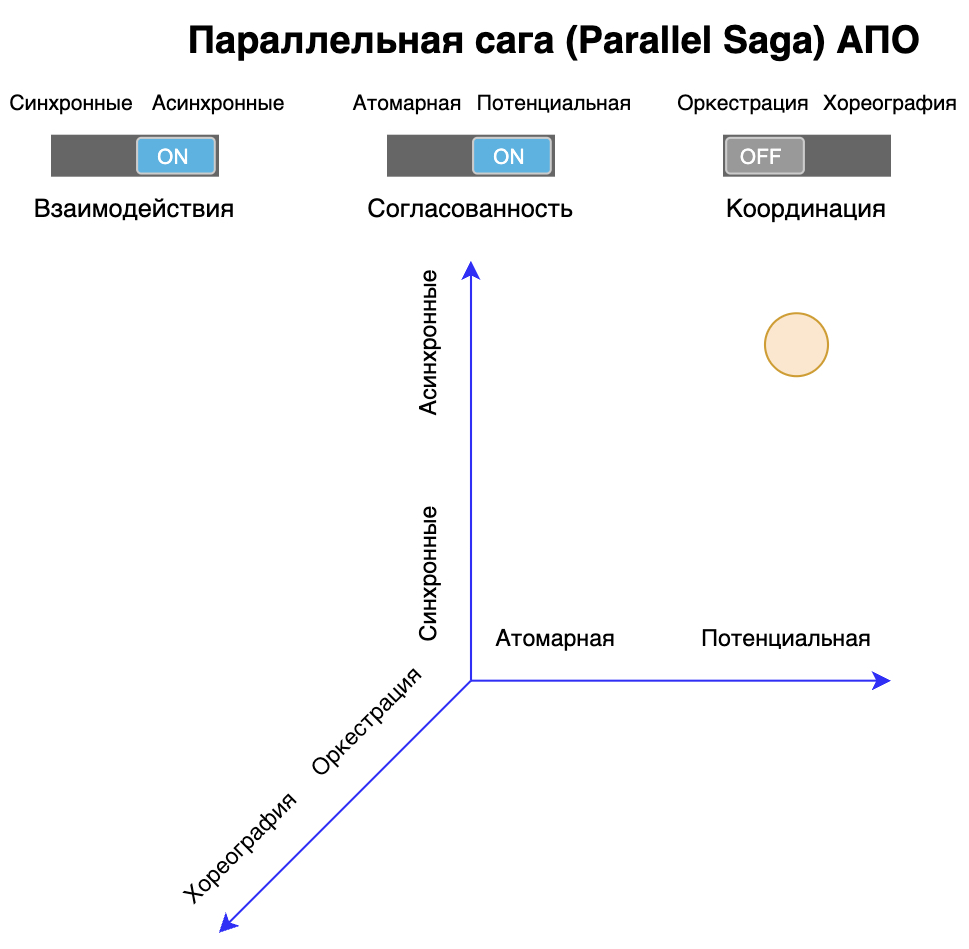 Параллельная сага (Parallel Saga) АПО
Синхронные Асинхронные
Атомарная Потенциальная
Оркестрация Хореография
ON
ON
OFF
Взаимодействия
Согласованность
Координация
Асинхронные
Синхронные
Атомарная
Потенциальная
Оркестрация
Хореография